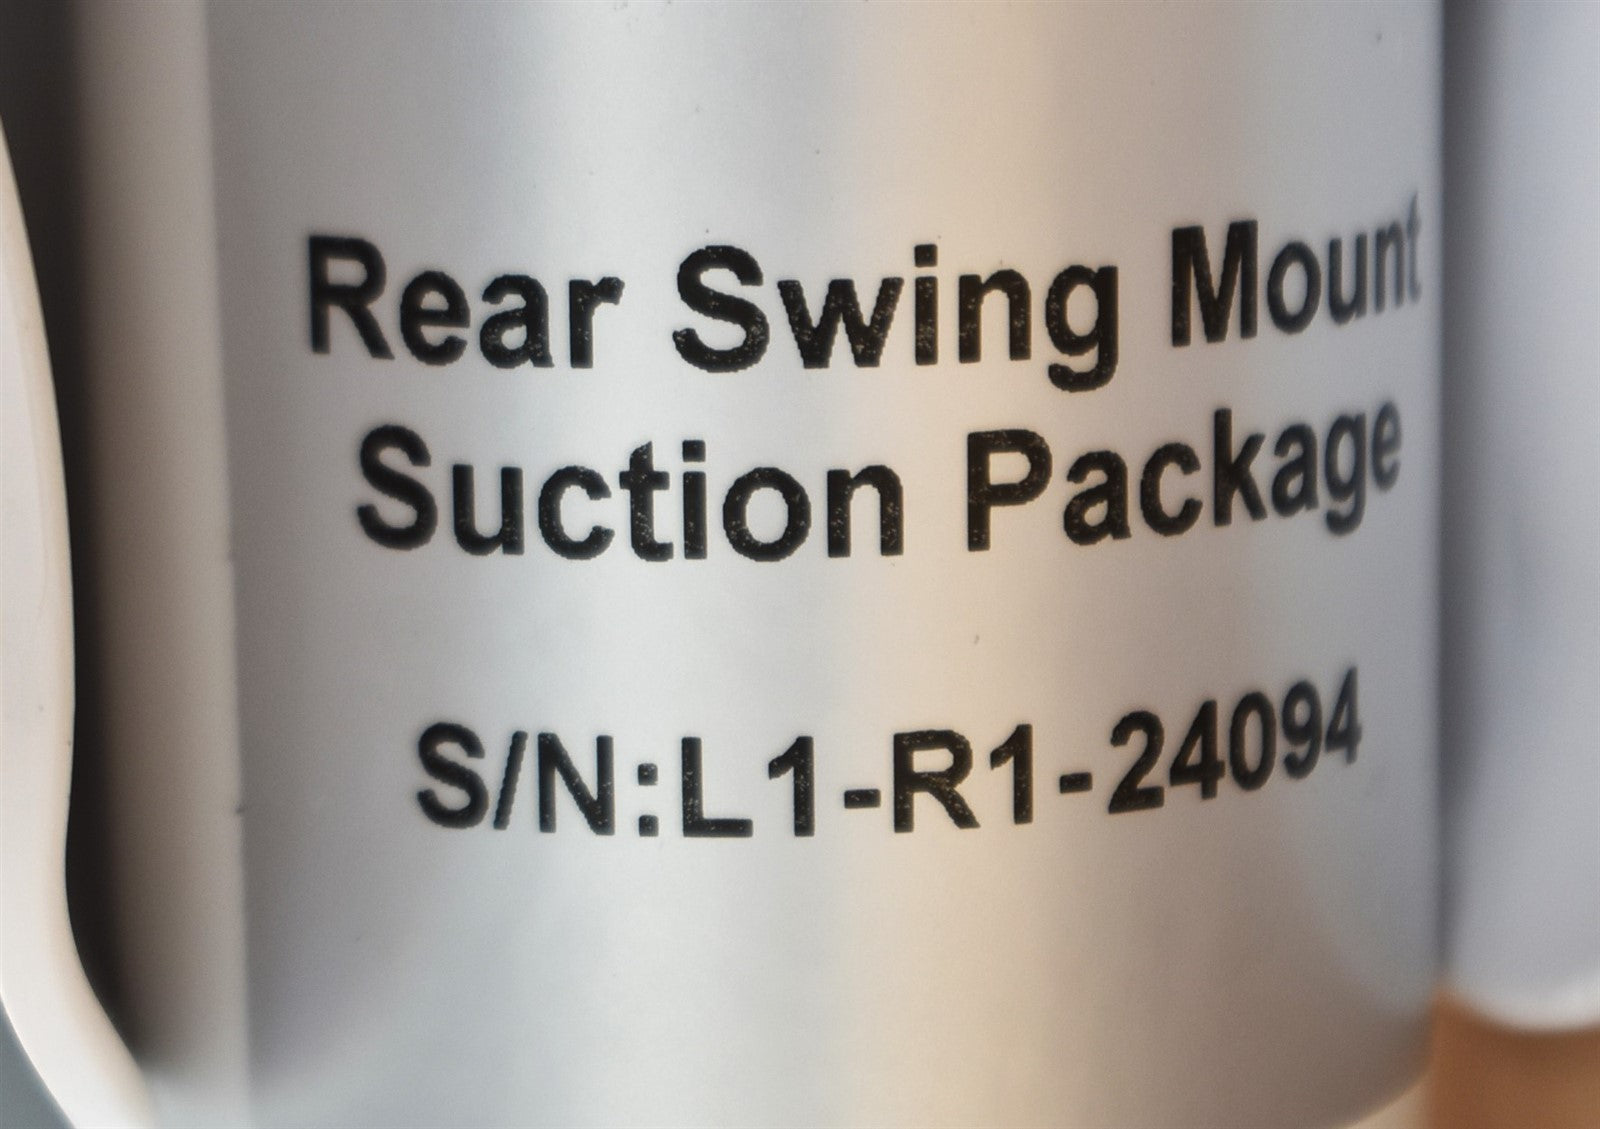 Rear Swing Mount
Suction Package
S/N:L1-R1-24094